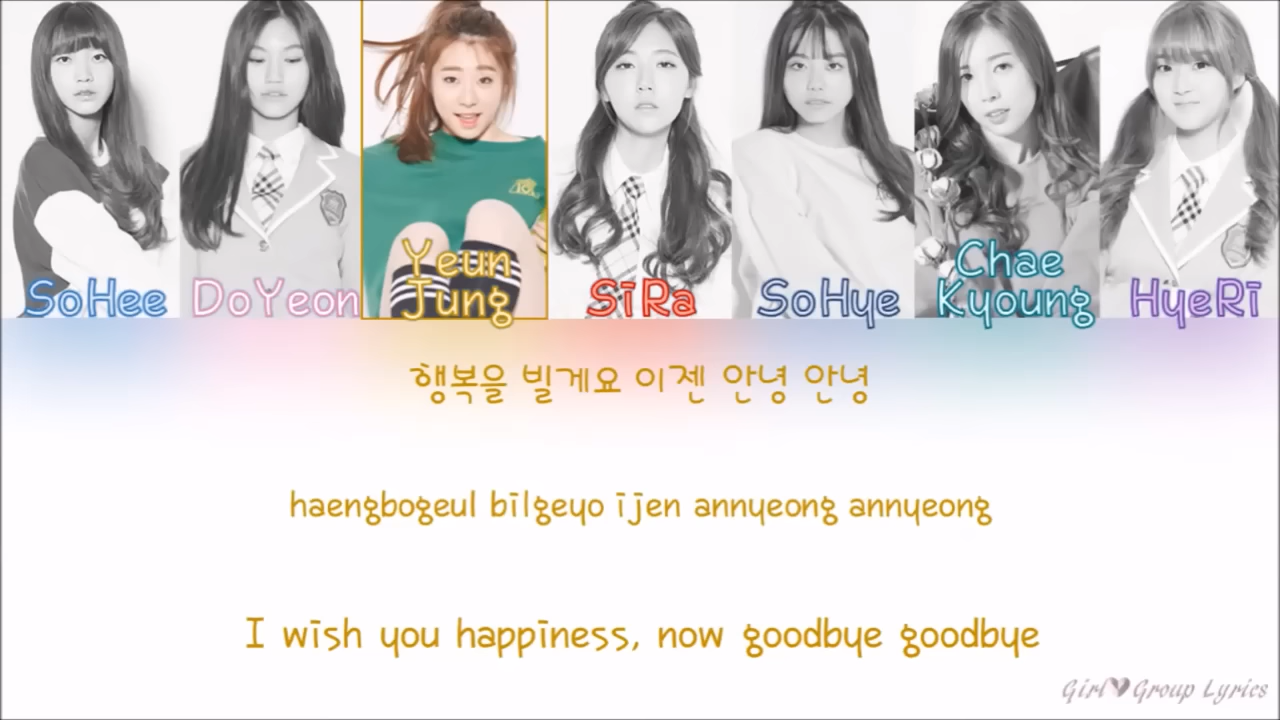 SoHee
DoYeon
Yeun
Jung
SiRa
SoHye
Chae
Kyoung
HyeRi
행복을 빌게요 이젠 안녕 안녕
haengbogeul bilgeyo ijen annyeong annyeong
I wish you happiness, now goodbye goodbye
Girl♥Group Lyrics